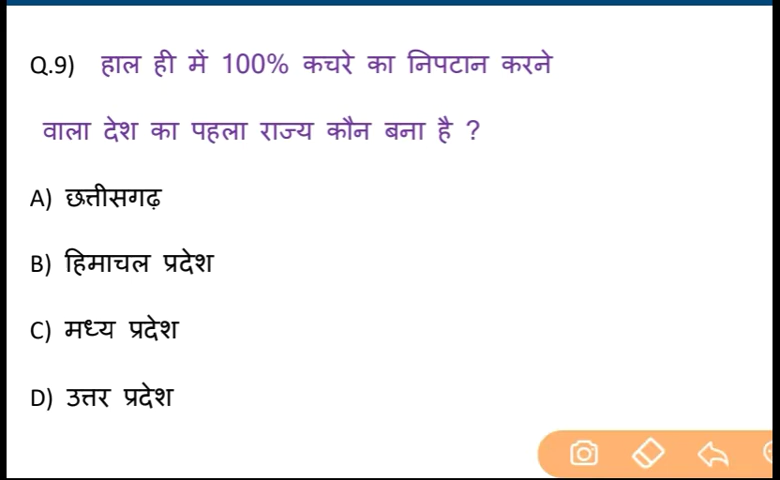 Q.9) हाल ही में 100% कचरे का निपटान करने
वाला देश का पहला राज्य कौन बना है ?
A) छत्तीसगढ़
B) हिमाचल प्रदेश
C) मध्य प्रदेश
D) उत्तर प्रदेश